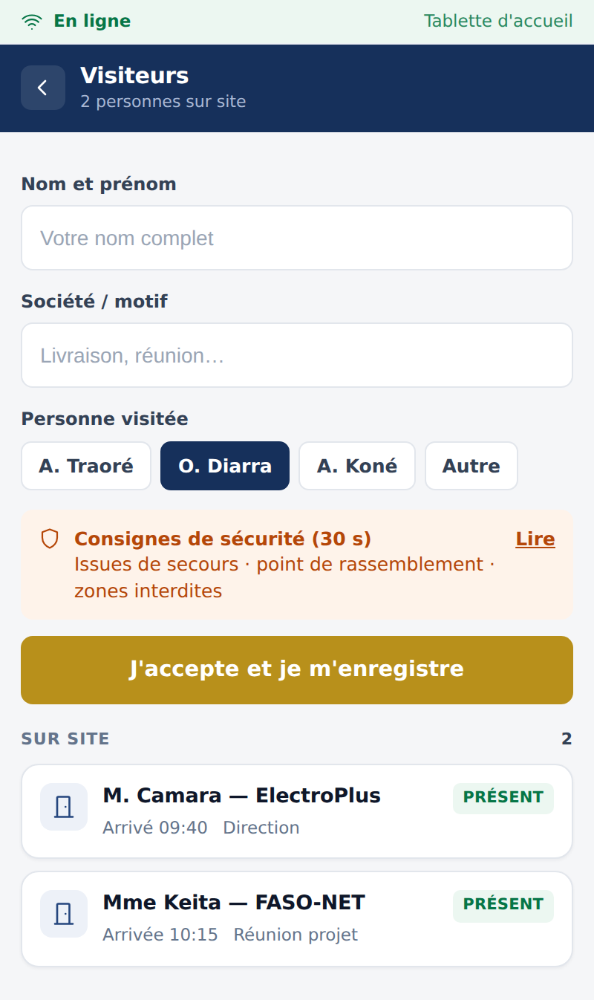 En ligne
Tablette d'accueil
Visiteurs
2 personnes sur site
Nom et prénom
Votre nom complet
Société / motif
Livraison, réunion…
Personne visitée
A. Traoré
O. Diarra
A. Koné
Autre
Consignes de sécurité (30 s)
Lire
Issues de secours · point de rassemblement ·
zones interdites
J'accepte et je m'enregistre
SUR SITE
2
M. Camara — ElectroPlus
PRÉSENT
Arrivé 09:40 Direction
Mme Keita — FASO-NET
PRÉSENT
Arrivée 10:15 Réunion projet